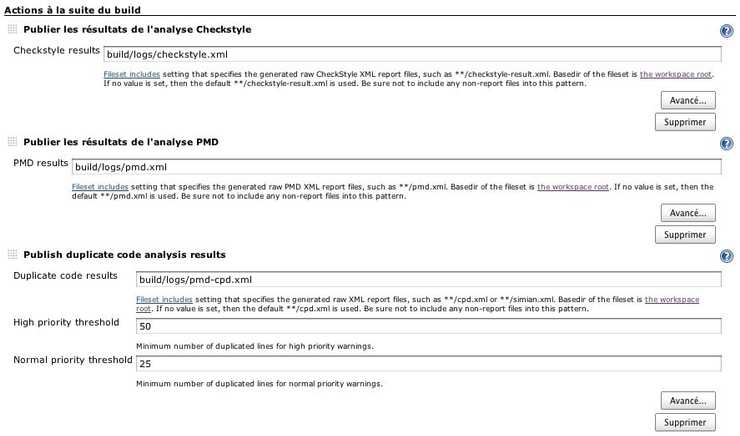 Actions à la suite du build
Publier les résultats de l'analyse Checkstyle
Checkstyle results build/logs/checkstyle.xml
Fileset includes setting that specifies the generated raw CheckStyle XML report files, such as **/checkstyle-result.xml. Basedir of the fileset is the workspace root.
If no value is set, then the default **/checkstyle-result.xml is used. Be sure not to include any non-report files into this pattern.
Avancé...
Supprimer
Publier les résultats de l'analyse PMD
PMD results build/logs/pmd.xml
Fileset includes setting that specifies the generated raw PMD XML report files, such as **/pmd.xml. Basedir of the fileset is the workspace root. If no value is set, then the
default **/pmd.xml is used. Be sure not to include any non-report files into this pattern.
Avancé...
Supprimer
Publish duplicate code analysis results
Duplicate code results build/logs/pmd-cpd.xml
Fileset includes setting that specifies the generated raw XML report files, such as **/cpd.xml or **/simian.xml. Basedir of the fileset is the workspace
root. If no value is set, then the default **/cpd.xml is used. Be sure not to include any non-report files into this pattern.
High priority threshold 50
Minimum number of duplicated lines for high priority warnings.
Normal priority threshold 25
Minimum number of duplicated lines for normal priority warnings.
Avancé...
Supprimer